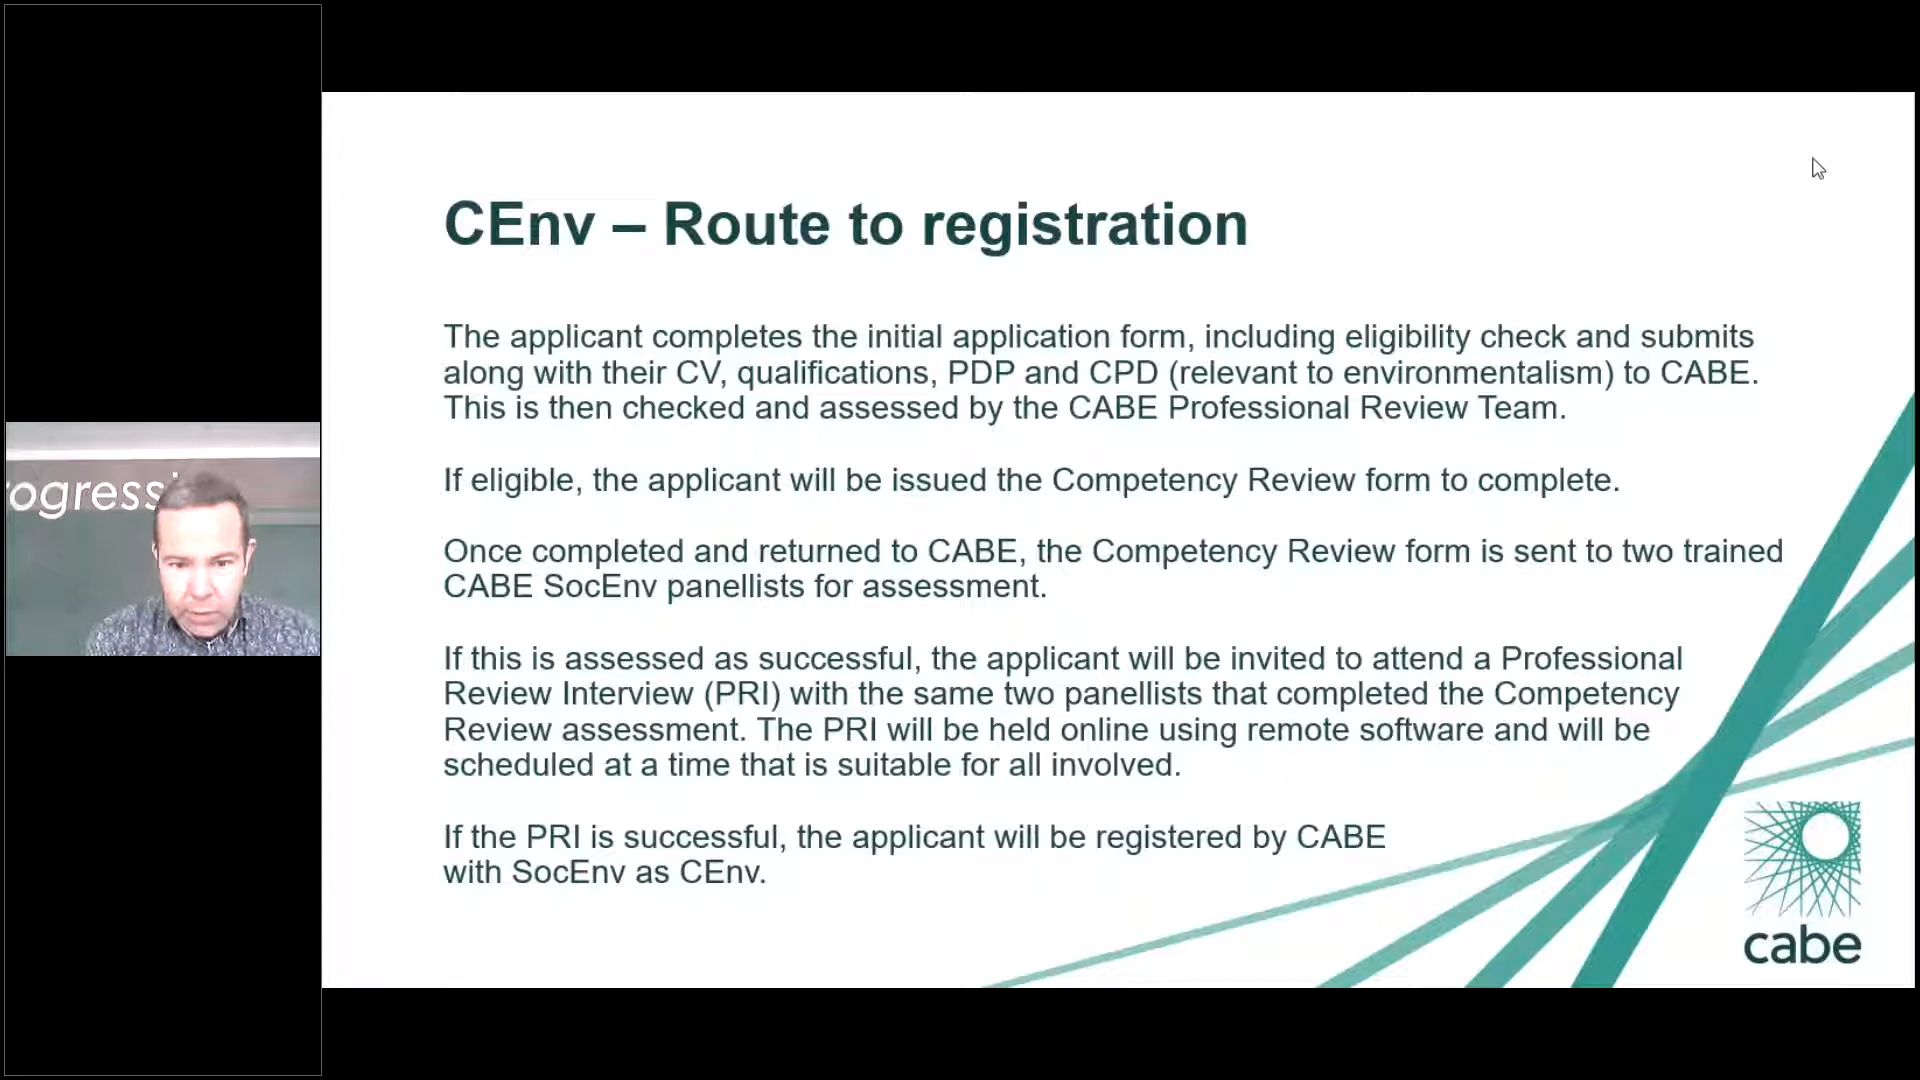 CEnv – Route to registration
The applicant completes the initial application form, including eligibility check and submits
along with their CV, qualifications, PDP and CPD (relevant to environmentalism) to CABE.
This is then checked and assessed by the CABE Professional Review Team.
If eligible, the applicant will be issued the Competency Review form to complete.
Once completed and returned to CABE, the Competency Review form is sent to two trained
CABE SocEnv panellists for assessment.
If this is assessed as successful, the applicant will be invited to attend a Professional
Review Interview (PRI) with the same two panellists that completed the Competency
Review assessment. The PRI will be held online using remote software and will be
scheduled at a time that is suitable for all involved.
If the PRI is successful, the applicant will be registered by CABE
with SocEnv as CEnv.
cabe
ogressi